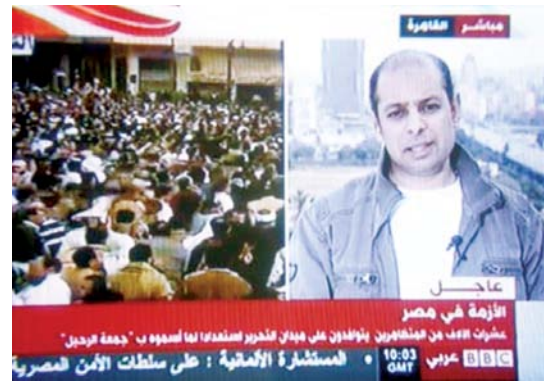 مباشر القاهرة
عاجل
الأزمة في مصر
عشرات الآلاف من المتظاهرين يتوافدون على ميدان التحرير استعدادا لما أسموه ب "جمعة الرحيل"
BBC عربي 10:03 GMT • المستشارة الألمانية : على سلطات الأمن المصرية